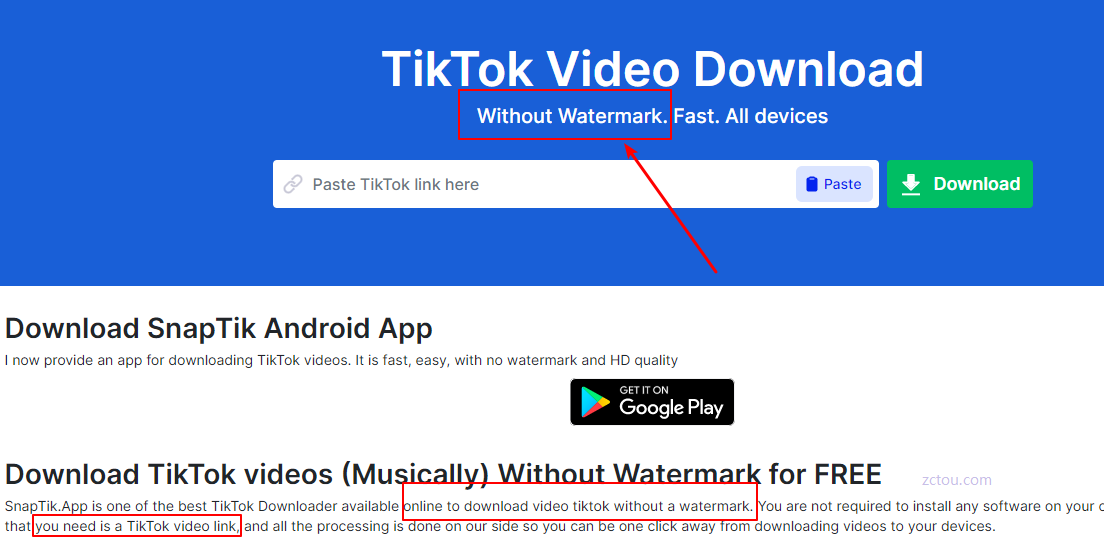 TikTok Video Download
Without Watermark. Fast. All devices
Paste TikTok link here
Paste
Download
Download SnapTik Android App
I now provide an app for downloading TikTok videos. It is fast, easy, with no watermark and HD quality
GET IT ON
Google Play
Download TikTok videos (Musically) Without Watermark for FREE
zctou.com
SnapTik.App is one of the best TikTok Downloader available online to download video tiktok without a watermark. You are not required to install any software on your
that you need is a TikTok video link, and all the processing is done on our side so you can be one click away from downloading videos to your devices.